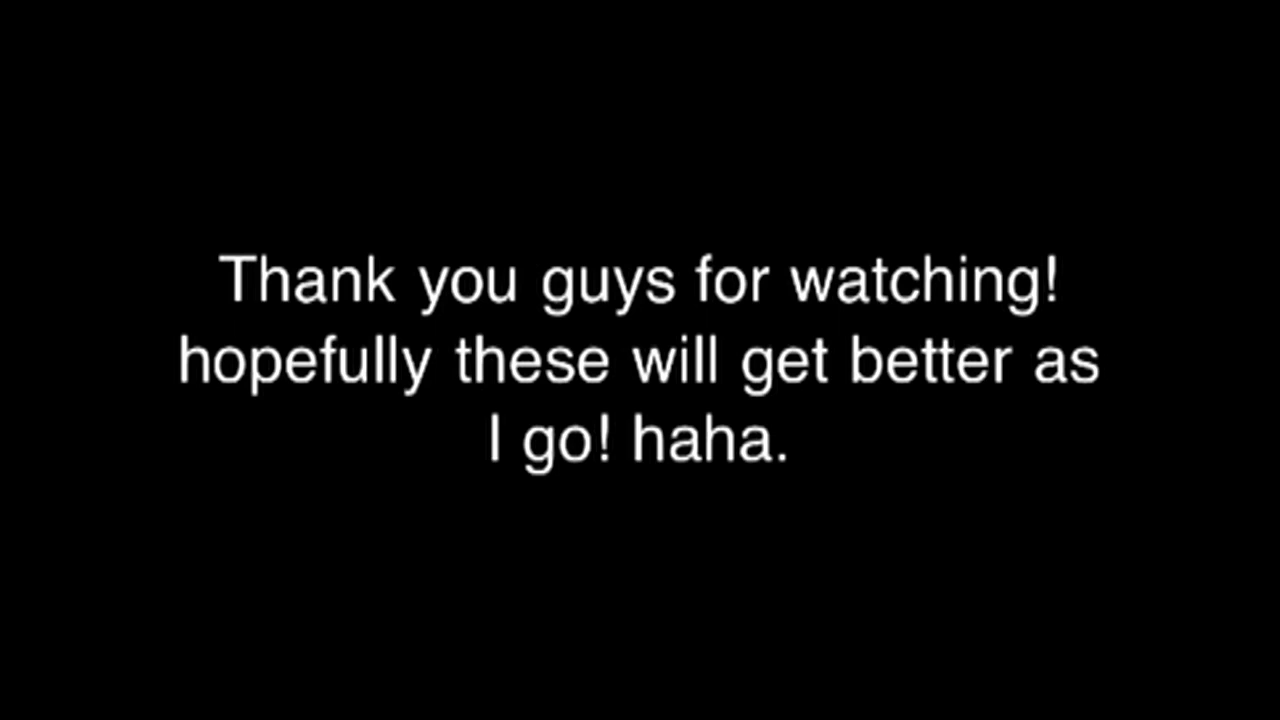 Thank you guys for watching!
hopefully these will get better as
I go! haha.